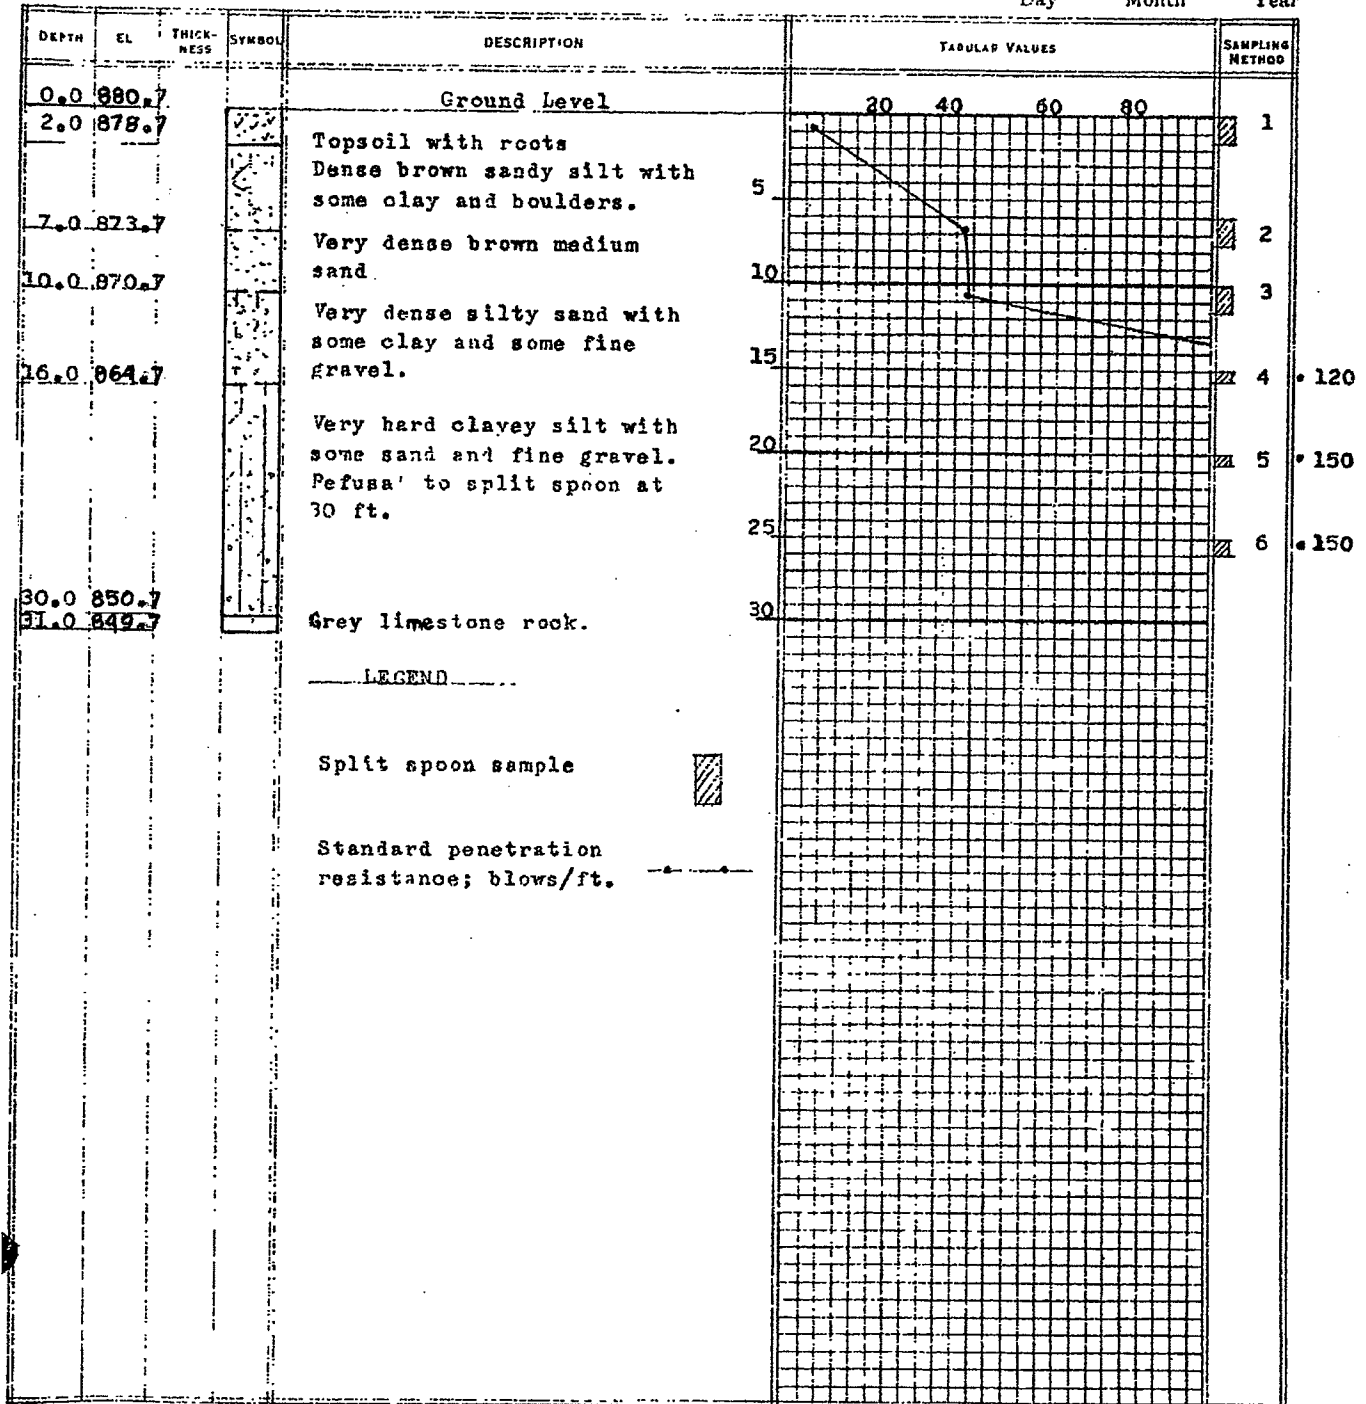 Day Month Year
DEPTH EL THICK-NESS SYMBOL DESCRIPTION TABULAR VALUES SAMPLING METHOD
0.0 880.7 Ground Level
20 40 60 80
2.0 878.7 1
Topsoil with roots
Dense brown sandy silt with
some clay and boulders.
5
7.0 873.7 2
Very dense brown medium
sand
10.0 870.7 10 3
Very dense silty sand with
some clay and some fine
gravel.
15
16.0 864.7 4 120
Very hard clayey silt with
some sand and fine gravel.
20 5 150
Refusal to split spoon at
30 ft.
25 6 150
30.0 850.7
31.0 849.7 Grey limestone rock. 30
LEGEND
Split spoon sample
Standard penetration
resistance; blows/ft.